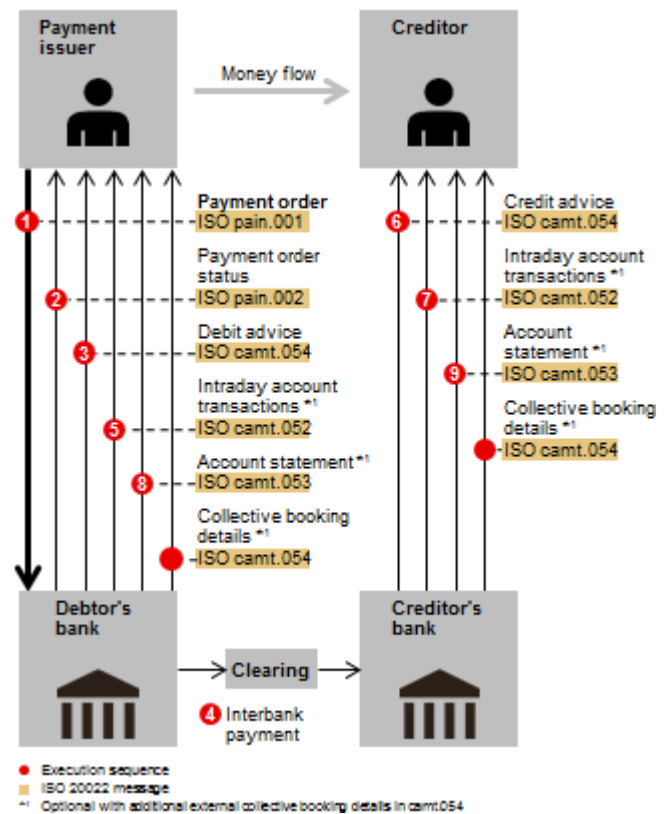 Payment
issuer
Creditor
Money flow
1
Payment order
ISO pain.001
Payment order
status
2
ISO pain.002
3
Debit advice
ISO camt.054
Intraday account
transactions *¹
5
ISO camt.052
Account statement *¹
8
ISO camt.053
Collective booking
details *¹
ISO camt.054
6
Credit advice
ISO camt.054
Intraday account
transactions *¹
7
ISO camt.052
Account
statement *¹
9
ISO camt.053
Collective booking
details *¹
ISO camt.054
Debtor's
bank
Clearing
Creditor's
bank
4 Interbank
payment
Execution sequence
ISO 20022 message
*¹ Optional with additional external collective booking details in camt.054